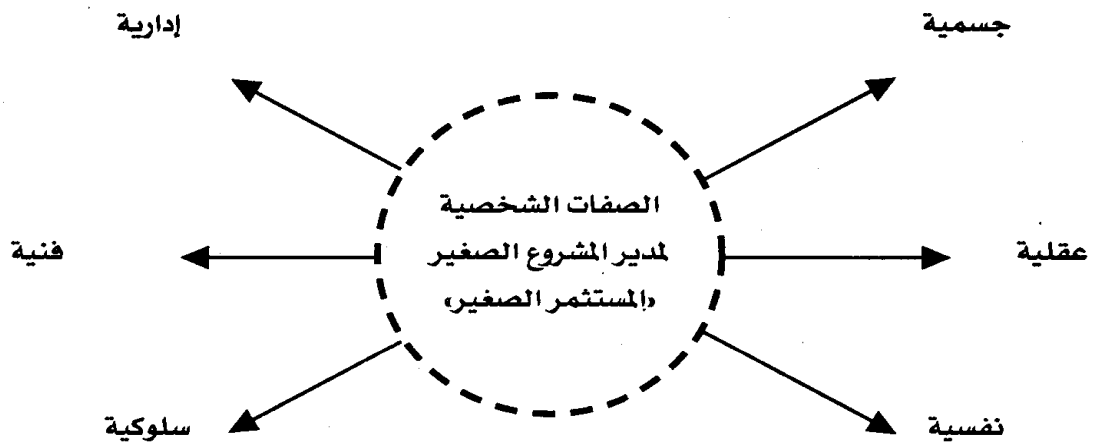 جسمية
إدارية
الصفات الشخصية
لمدير المشروع الصغير
«المستثمر الصغير»
عقلية
فنية
نفسية
سلوكية